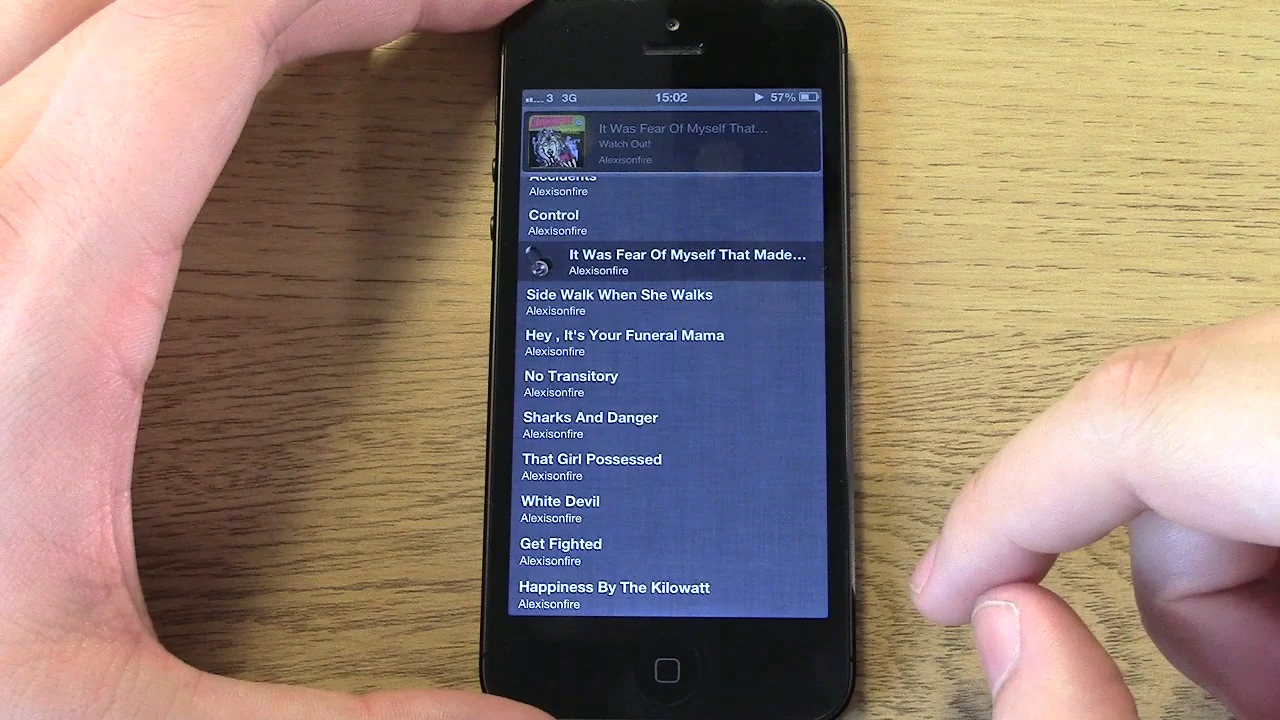 3 3G 15:02 57%
It Was Fear Of Myself That...
Watch Out!
Alexisonfire
Accidents
Alexisonfire
Control
Alexisonfire
It Was Fear Of Myself That Made...
Alexisonfire
Side Walk When She Walks
Alexisonfire
Hey , It's Your Funeral Mama
Alexisonfire
No Transitory
Alexisonfire
Sharks And Danger
Alexisonfire
That Girl Possessed
Alexisonfire
White Devil
Alexisonfire
Get Fighted
Alexisonfire
Happiness By The Kilowatt
Alexisonfire